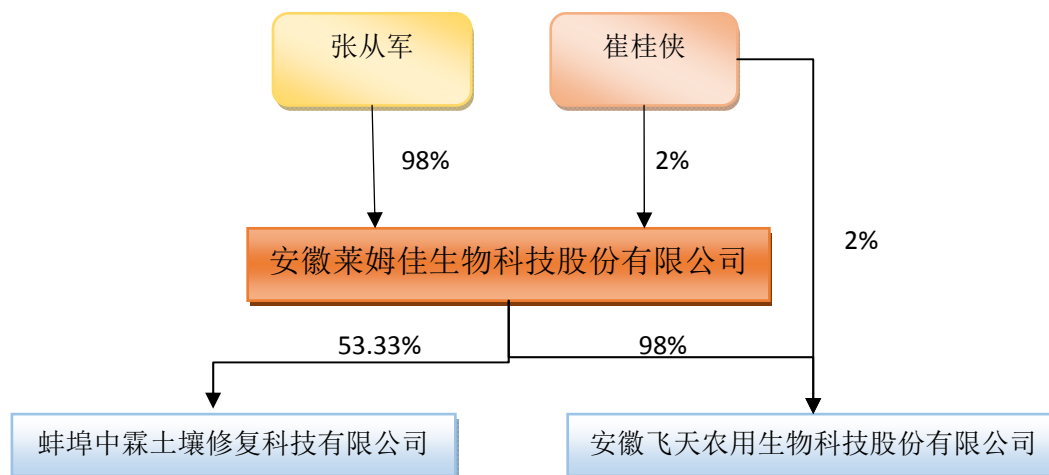 张从军
崔桂侠
98%
2%
2%
安徽莱姆佳生物科技股份有限公司
53.33%
98%
蚌埠中霖土壤修复科技有限公司
安徽飞天农用生物科技股份有限公司